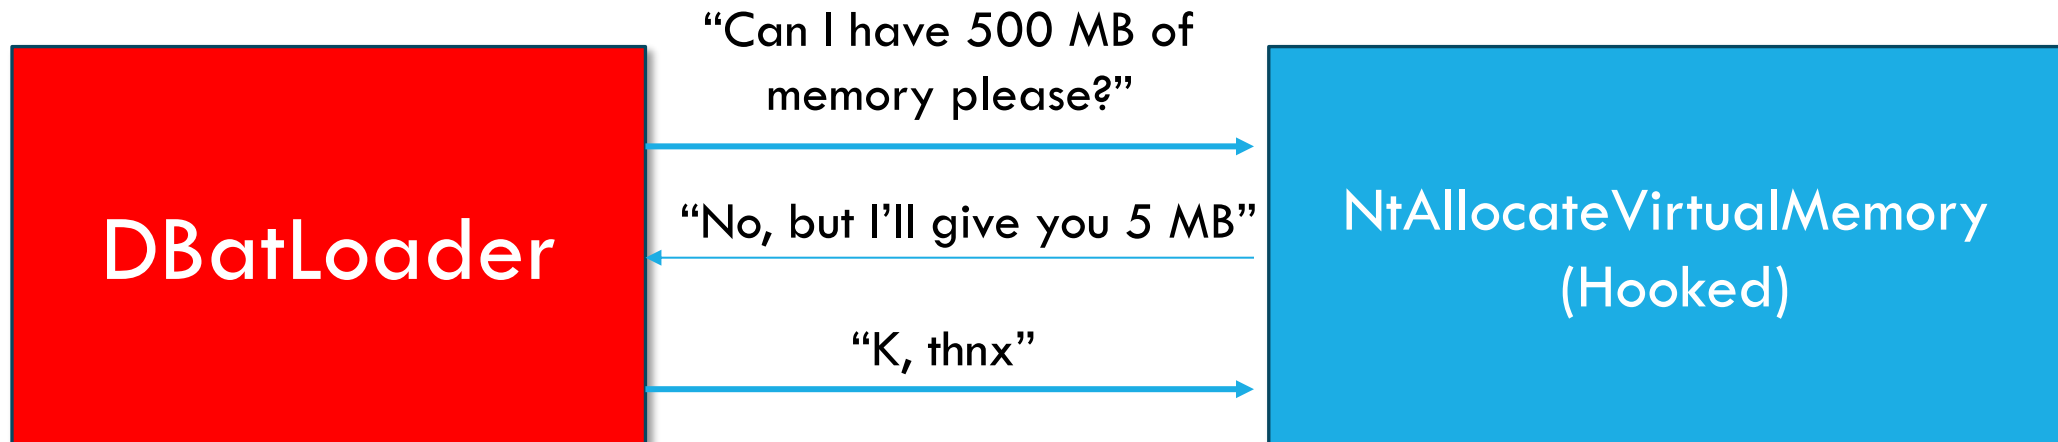 “Can I have 500 MB of
memory please?”
DBatLoader
“No, but I’ll give you 5 MB”
“K, thnx”
NtAllocateVirtualMemory
(Hooked)